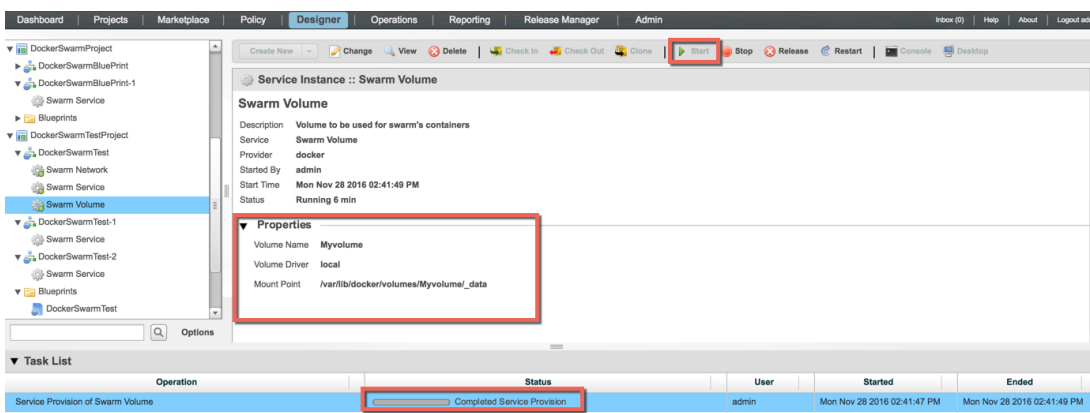 Dashboard | Projects | Marketplace | Policy | Designer | Operations | Reporting | Release Manager | Admin Inbox (0) | Help | About | Logout ad
Create New Change View Delete | Check In Check Out Clone | Start Stop Release Restart | Console Desktop
DockerSwarmProject
DockerSwarmBluePrint
DockerSwarmBluePrint-1
Swarm Service
Blueprints
DockerSwarmTestProject
DockerSwarmTest
Swarm Network
Swarm Service
Swarm Volume
DockerSwarmTest-1
Swarm Service
DockerSwarmTest-2
Swarm Service
Blueprints
DockerSwarmTest
Options
Service Instance :: Swarm Volume
Swarm Volume
Description Volume to be used for swarm's containers
Service Swarm Volume
Provider docker
Started By admin
Start Time Mon Nov 28 2016 02:41:49 PM
Status Running 6 min
Properties
Volume Name Myvolume
Volume Driver local
Mount Point /var/lib/docker/volumes/Myvolume/_data
Task List
Operation Status User Started Ended
Service Provision of Swarm Volume Completed Service Provision admin Mon Nov 28 2016 02:41:47 PM Mon Nov 28 2016 02:41:49 PM